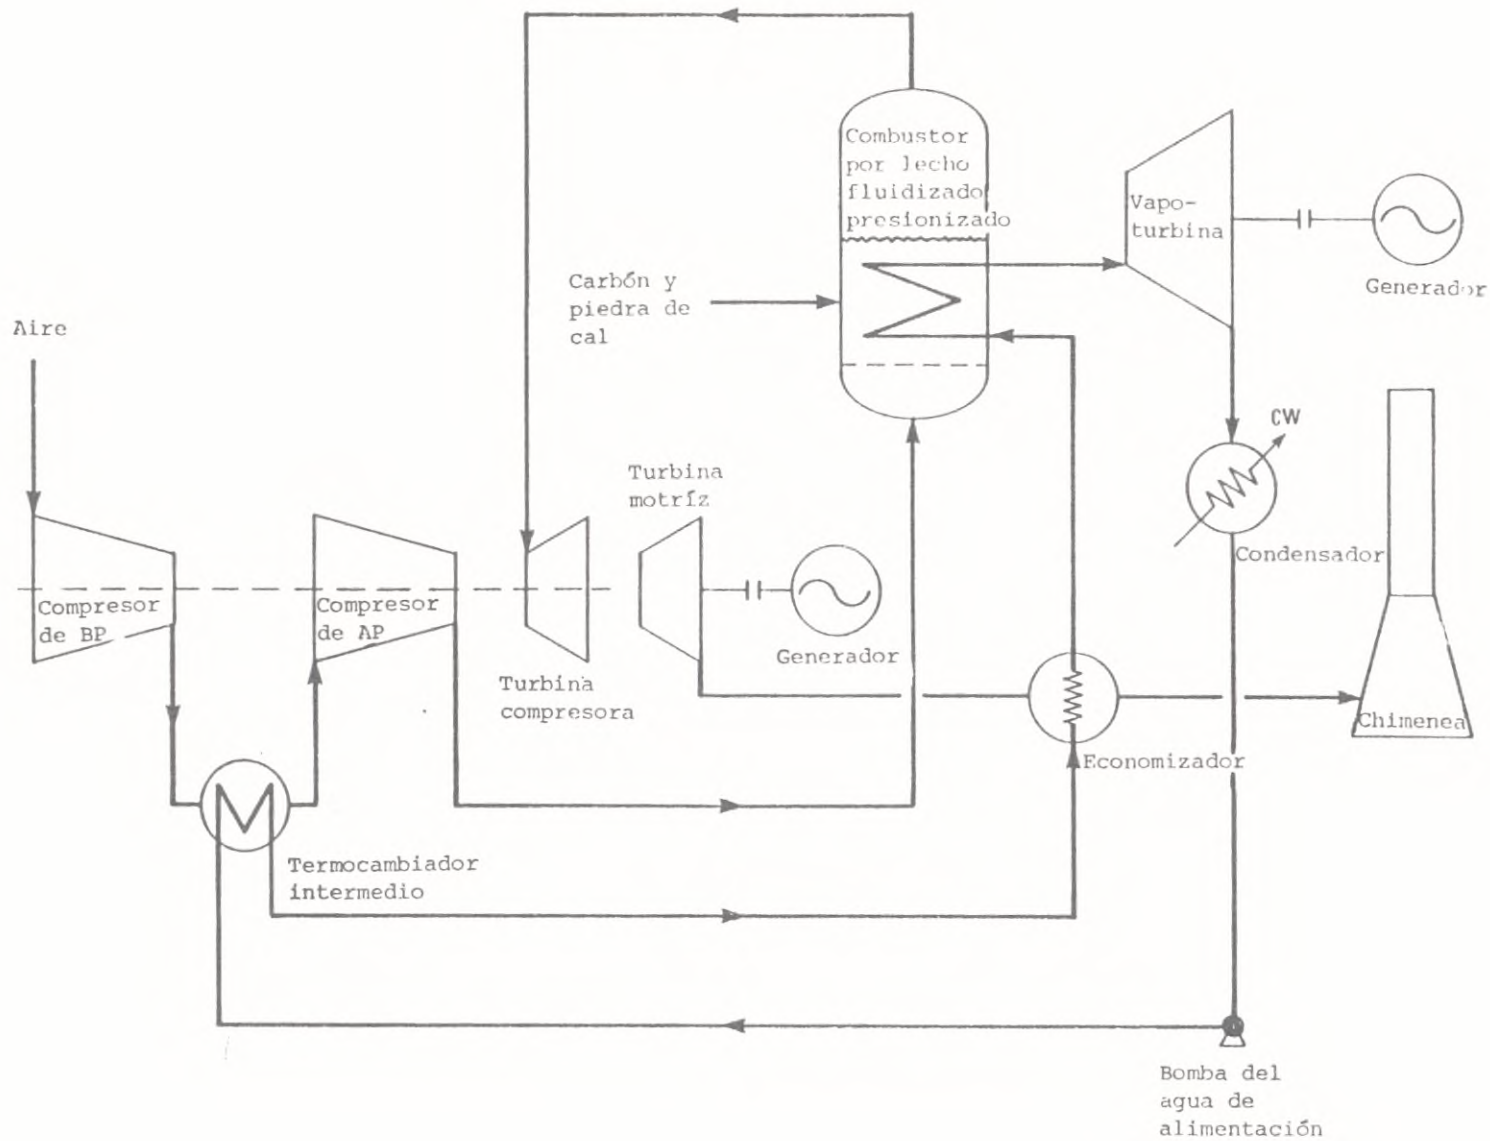 Combustor
por lecho
fluidizado
presionizado
Vapo-
turbina
Generador
Carbón y
piedra de
cal
Aire
CW
Turbina
motríz
Condensador
Compresor
de BP
Compresor
de AP
Generador
Turbina
compresora
Chimenea
Economizador
Termocambiador
intermedio
Bomba del
agua de
alimentación